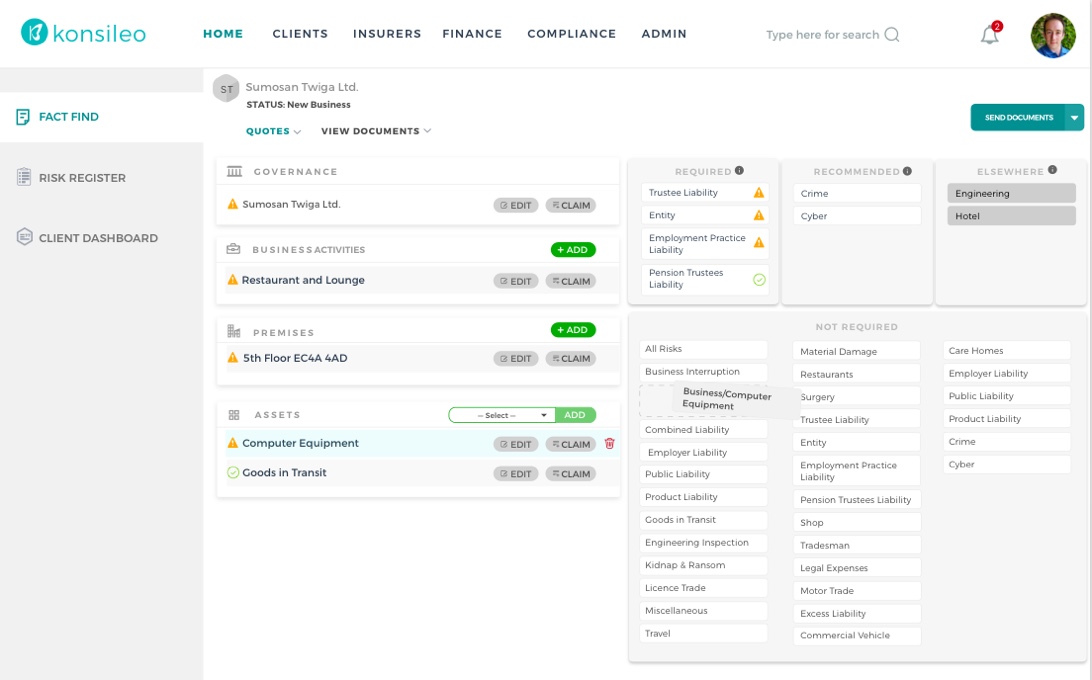 konsileo
HOME
CLIENTS
INSURERS
FINANCE
COMPLIANCE
ADMIN
Type here for search
2
FACT FIND
RISK REGISTER
CLIENT DASHBOARD
ST
Sumosan Twiga Ltd.
STATUS: New Business
QUOTES
VIEW DOCUMENTS
SEND DOCUMENTS
GOVERNANCE
Sumosan Twiga Ltd.
EDIT
CLAIM
BUSINESS ACTIVITIES
+ ADD
Restaurant and Lounge
EDIT
CLAIM
PREMISES
+ ADD
5th Floor EC4A 4AD
EDIT
CLAIM
ASSETS
-- Select --
ADD
Computer Equipment
EDIT
CLAIM
Goods in Transit
EDIT
CLAIM
REQUIRED
Trustee Liability
Entity
Employment Practice
Liability
Pension Trustees
Liability
RECOMMENDED
Crime
Cyber
ELSEWHERE
Engineering
Hotel
NOT REQUIRED
All Risks
Business Interruption
Business/Computer
Equipment
Combined Liability
Employer Liability
Public Liability
Product Liability
Goods in Transit
Engineering Inspection
Kidnap & Ransom
Licence Trade
Miscellaneous
Travel
Material Damage
Restaurants
Surgery
Trustee Liability
Entity
Employment Practice
Liability
Pension Trustees Liability
Shop
Tradesman
Legal Expenses
Motor Trade
Excess Liability
Commercial Vehicle
Care Homes
Employer Liability
Public Liability
Product Liability
Crime
Cyber